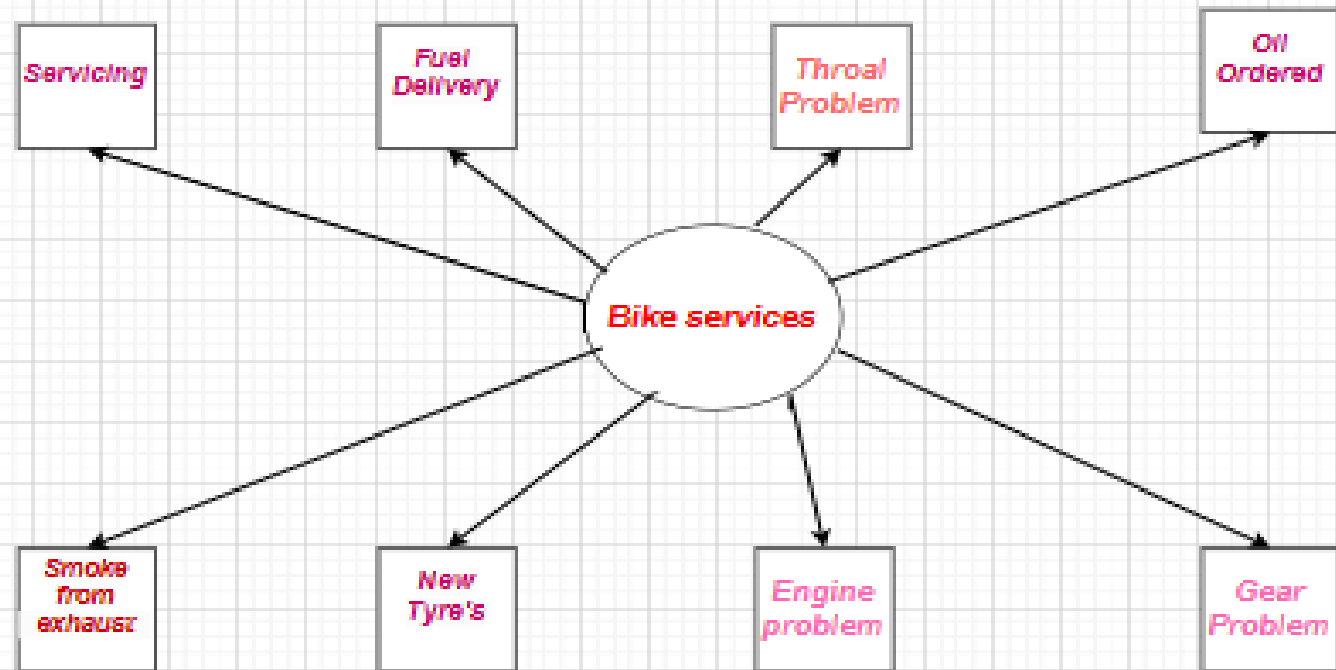 Servicing
Fuel
Delivery
Throal
Problem
Oil
Ordered
Bike services
Smoke
from
exhaust
New
Tyre's
Engine
problem
Gear
Problem